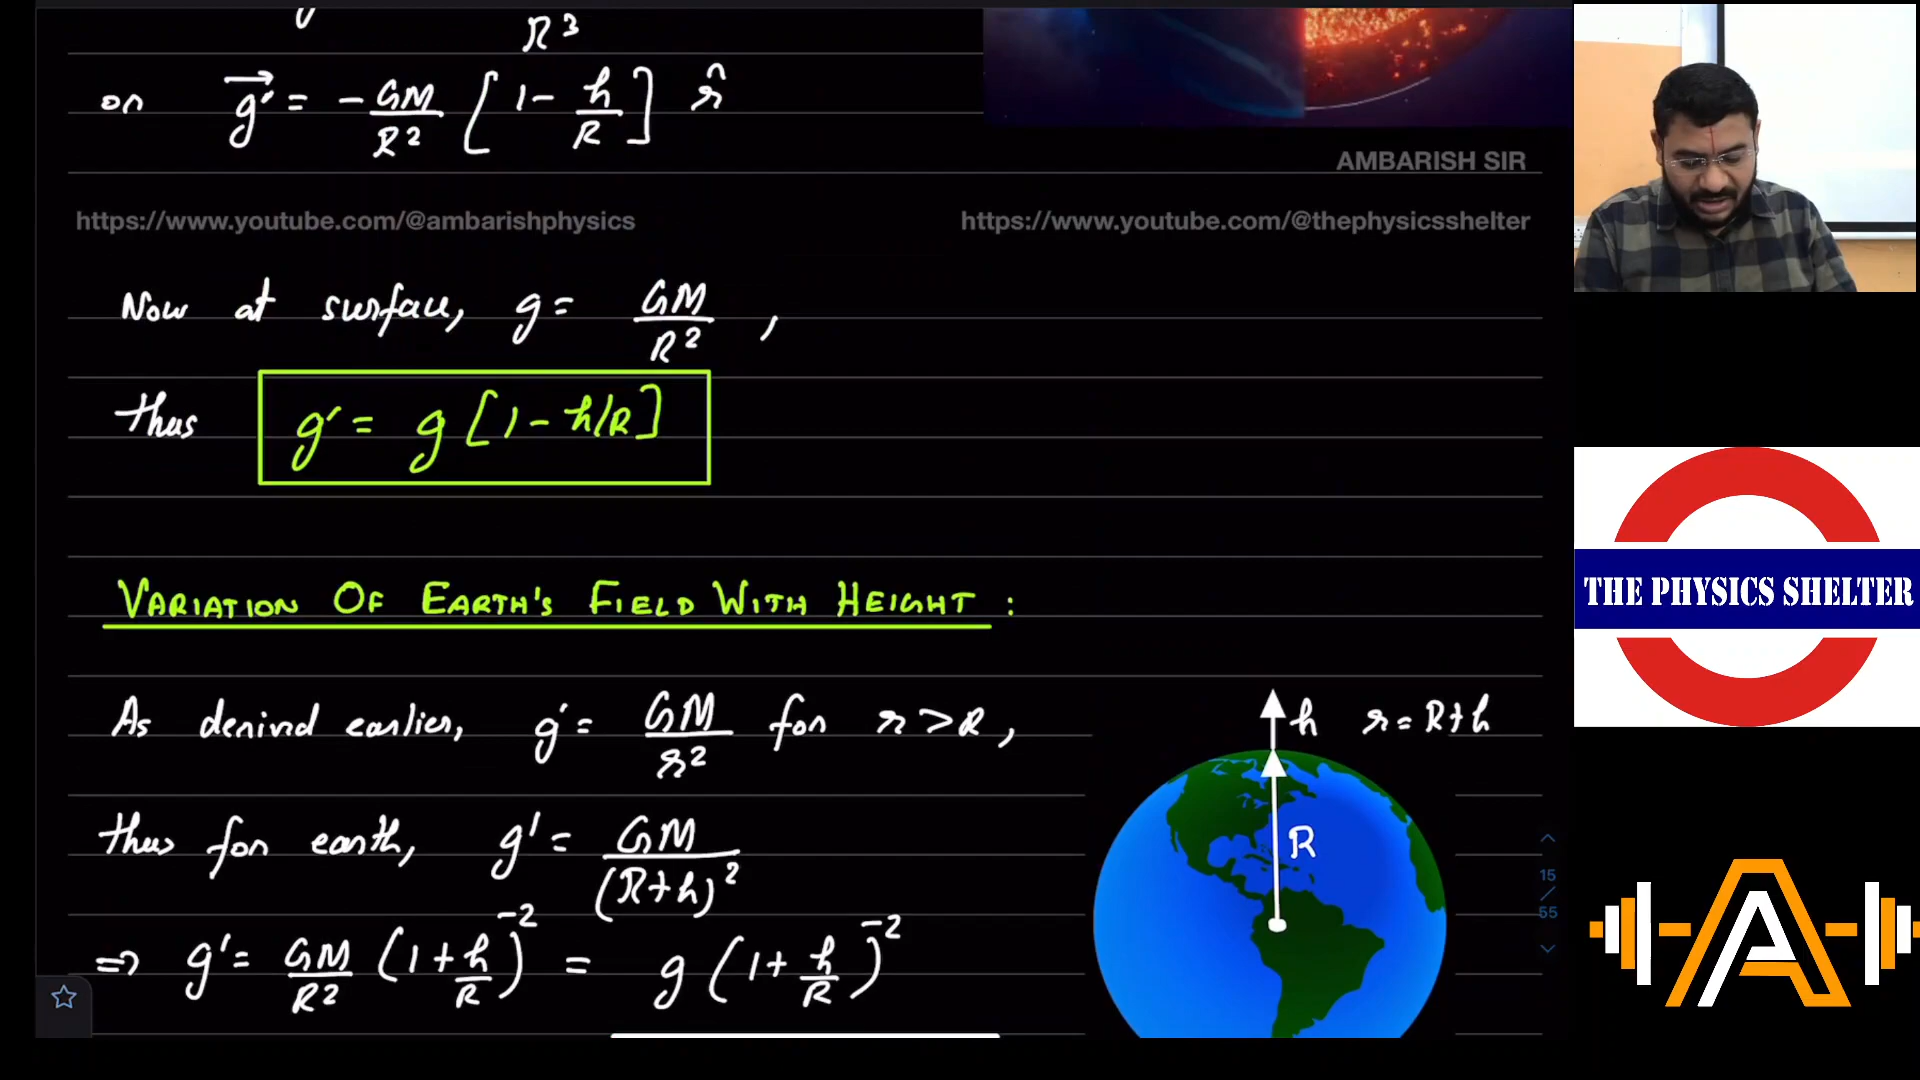 R³
or g⃗' = - GM/R² [1 - h/R] r̂
AMBARISH SIR
https://www.youtube.com/@ambarishphysics https://www.youtube.com/@thephysicsshelter
Now at surface, g = GM/R² ,
thus g' = g [1 - h/R]
THE PHYSICS SHELTER
VARIATION OF EARTH'S FIELD WITH HEIGHT :
As derived earlier, g' = GM/r² for r > R ,
h r = R+h
thus for earth, g' = GM/(R+h)²
R
15
/
55
⇒ g' = GM/R² (1 + h/R)⁻² = g (1 + h/R)⁻²